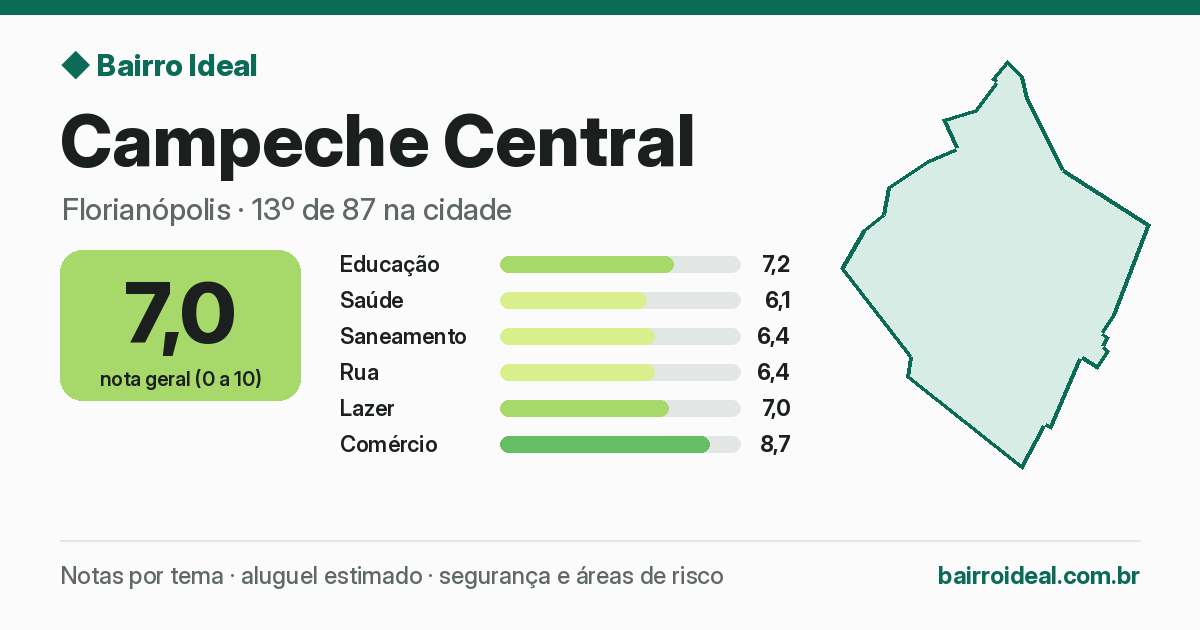 Bairro Ideal
Campeche Central
Florianópolis · 13º de 87 na cidade
7,0
nota geral (0 a 10)
Educação 7,2
Saúde 6,1
Saneamento 6,4
Rua 6,4
Lazer 7,0
Comércio 8,7
Notas por tema · aluguel estimado · segurança e áreas de risco
bairroideal.com.br